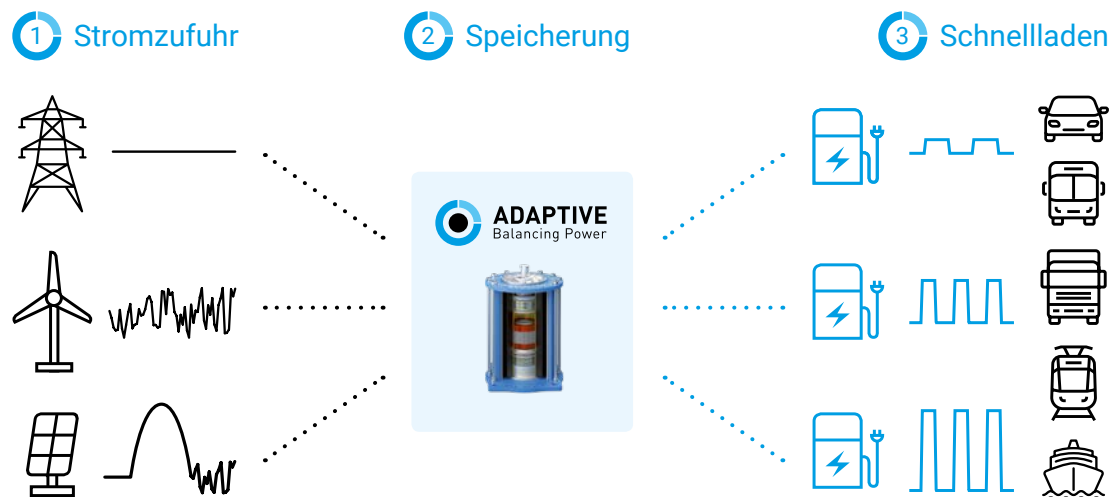 1 Stromzufuhr
2 Speicherung
3 Schnellladen
ADAPTIVE
Balancing Power